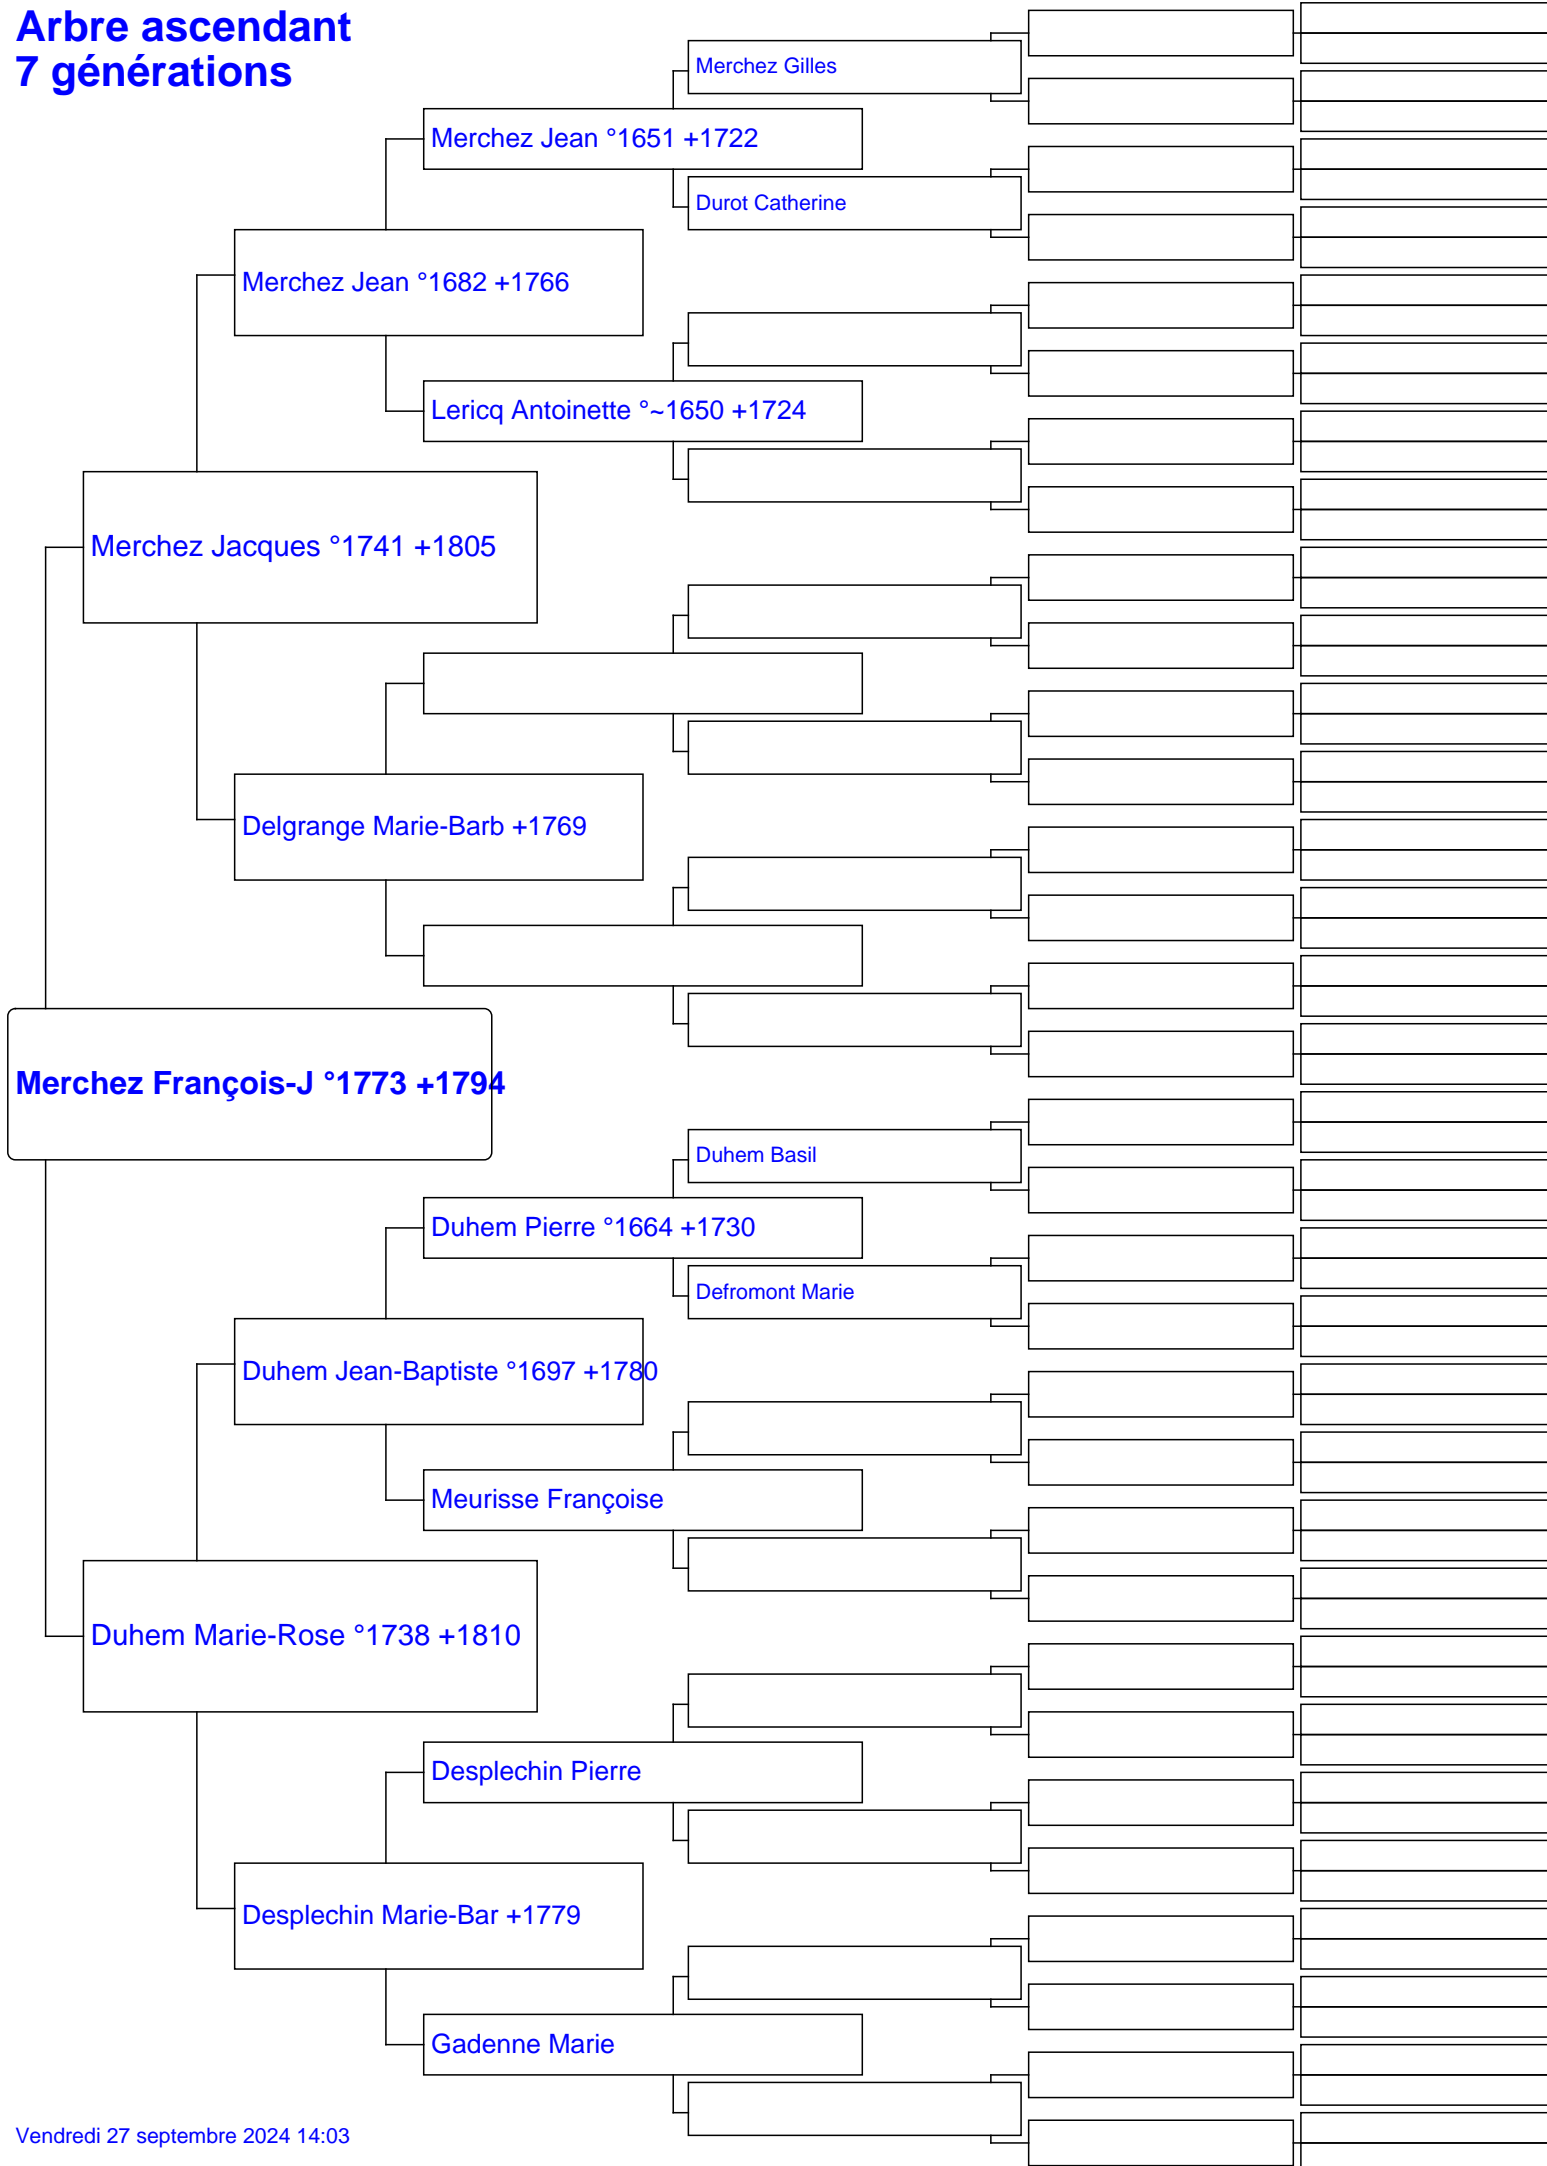 Arbre ascendant
7 générations
Merchez Gilles
Merchez Jean °1651 +1722
Durot Catherine
Merchez Jean °1682 +1766
Lericq Antoinette °~1650 +1724
Merchez Jacques °1741 +1805
Delgrange Marie-Barb +1769
Merchez François-J °1773 +1794
Duhem Basil
Duhem Pierre °1664 +1730
Defromont Marie
Duhem Jean-Baptiste °1697 +1780
Meurisse Françoise
Duhem Marie-Rose °1738 +1810
Desplechin Pierre
Desplechin Marie-Bar +1779
Gadenne Marie
Vendredi 27 septembre 2024 14:03